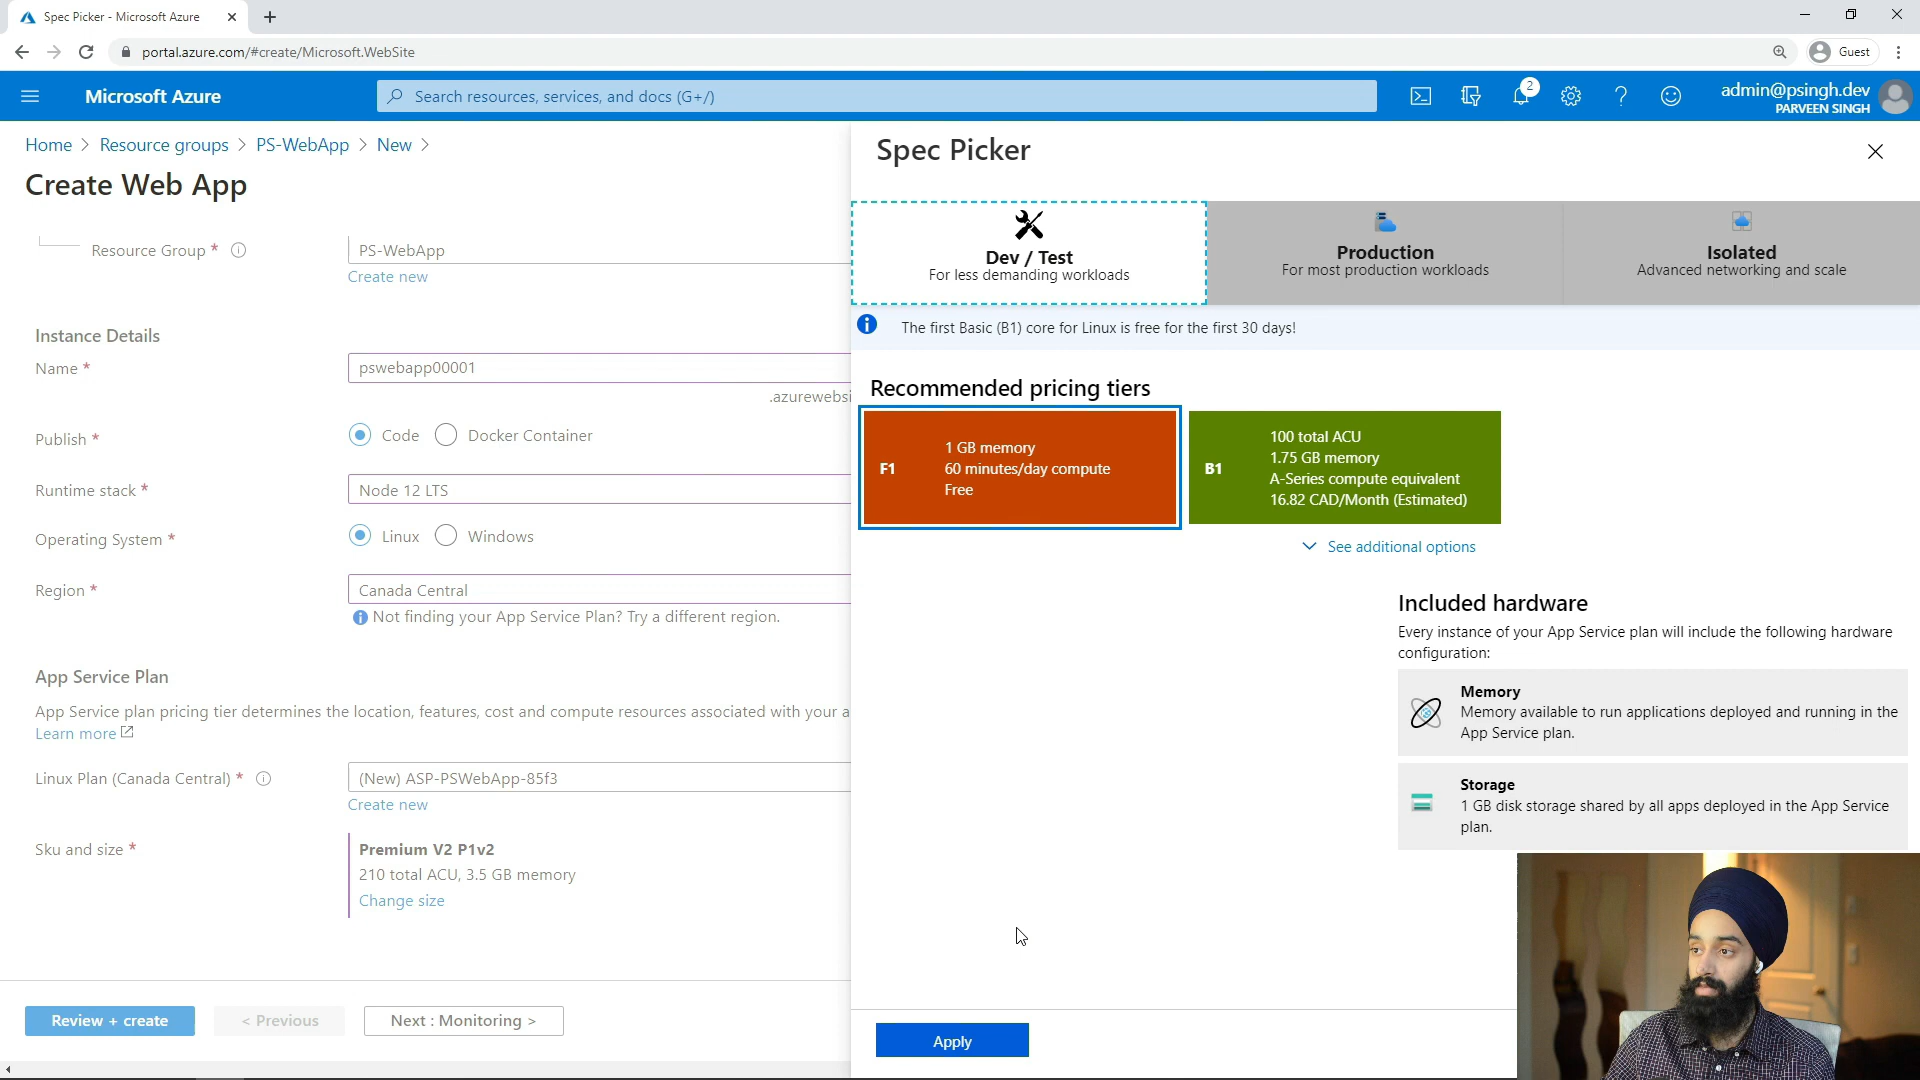 Spec Picker - Microsoft Azure
portal.azure.com/#create/Microsoft.WebSite
Guest
Microsoft Azure
Search resources, services, and docs (G+/)
2
admin@psingh.dev
PARVEEN SINGH
Home > Resource groups > PS-WebApp > New >
Create Web App
Resource Group *
PS-WebApp
Create new
Instance Details
Name *
pswebapp00001
.azurewebsi
Publish *
Code
Docker Container
Runtime stack *
Node 12 LTS
Operating System *
Linux
Windows
Region *
Canada Central
Not finding your App Service Plan? Try a different region.
App Service Plan
App Service plan pricing tier determines the location, features, cost and compute resources associated with your a
Learn more
Linux Plan (Canada Central) *
(New) ASP-PSWebApp-85f3
Create new
Sku and size *
Premium V2 P1v2
210 total ACU, 3.5 GB memory
Change size
Review + create
< Previous
Next : Monitoring >
Spec Picker
Dev / Test
For less demanding workloads
Production
For most production workloads
Isolated
Advanced networking and scale
The first Basic (B1) core for Linux is free for the first 30 days!
Recommended pricing tiers
F1
1 GB memory
60 minutes/day compute
Free
B1
100 total ACU
1.75 GB memory
A-Series compute equivalent
16.82 CAD/Month (Estimated)
See additional options
Included hardware
Every instance of your App Service plan will include the following hardware
configuration:
Memory
Memory available to run applications deployed and running in the
App Service plan.
Storage
1 GB disk storage shared by all apps deployed in the App Service
plan.
Apply